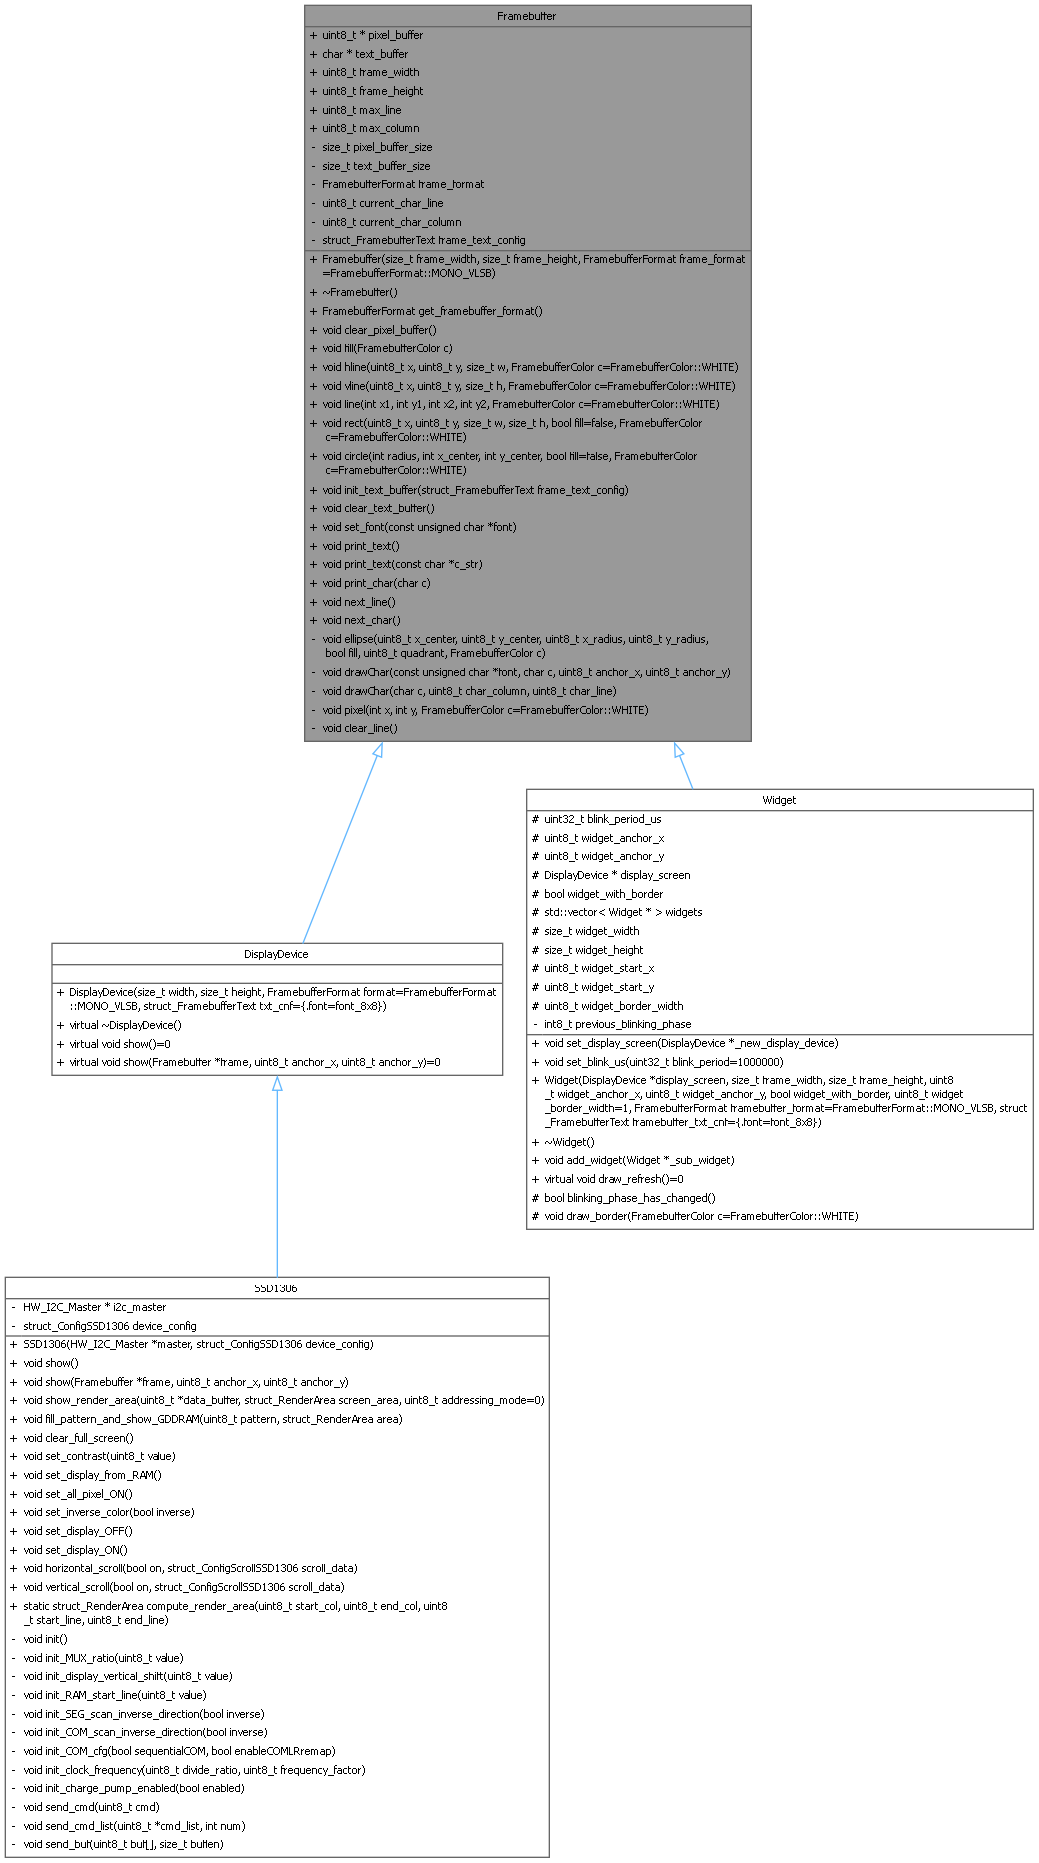 Framebuffer
+ uint8_t * pixel_buffer
+ char * text_buffer
+ uint8_t frame_width
+ uint8_t frame_height
+ uint8_t max_line
+ uint8_t max_column
- size_t pixel_buffer_size
- size_t text_buffer_size
- FramebufferFormat frame_format
- uint8_t current_char_line
- uint8_t current_char_column
- struct_FramebufferText frame_text_config
+ Framebuffer(size_t frame_width, size_t frame_height, FramebufferFormat frame_format
=FramebufferFormat::MONO_VLSB)
+ ~Framebuffer()
+ FramebufferFormat get_framebuffer_format()
+ void clear_pixel_buffer()
+ void fill(FramebufferColor c)
+ void hline(uint8_t x, uint8_t y, size_t w, FramebufferColor c=FramebufferColor::WHITE)
+ void vline(uint8_t x, uint8_t y, size_t h, FramebufferColor c=FramebufferColor::WHITE)
+ void line(int x1, int y1, int x2, int y2, FramebufferColor c=FramebufferColor::WHITE)
+ void rect(uint8_t x, uint8_t y, size_t w, size_t h, bool fill=false, FramebufferColor
c=FramebufferColor::WHITE)
+ void circle(int radius, int x_center, int y_center, bool fill=false, FramebufferColor
c=FramebufferColor::WHITE)
+ void init_text_buffer(struct_FramebufferText frame_text_config)
+ void clear_text_buffer()
+ void set_font(const unsigned char *font)
+ void print_text()
+ void print_text(const char *c_str)
+ void print_char(char c)
+ void next_line()
+ void next_char()
- void ellipse(uint8_t x_center, uint8_t y_center, uint8_t x_radius, uint8_t y_radius,
bool fill, uint8_t quadrant, FramebufferColor c)
- void drawChar(const unsigned char *font, char c, uint8_t anchor_x, uint8_t anchor_y)
- void drawChar(char c, uint8_t char_column, uint8_t char_line)
- void pixel(int x, int y, FramebufferColor c=FramebufferColor::WHITE)
- void clear_line()
Widget
# uint32_t blink_period_us
# uint8_t widget_anchor_x
# uint8_t widget_anchor_y
# DisplayDevice * display_screen
# bool widget_with_border
# std::vector< Widget * > widgets
# size_t widget_width
# size_t widget_height
# uint8_t widget_start_x
# uint8_t widget_start_y
# uint8_t widget_border_width
- int8_t previous_blinking_phase
+ void set_display_screen(DisplayDevice *_new_display_device)
+ void set_blink_us(uint32_t blink_period=1000000)
+ Widget(DisplayDevice *display_screen, size_t frame_width, size_t frame_height, uint8
_t widget_anchor_x, uint8_t widget_anchor_y, bool widget_with_border, uint8_t widget
_border_width=1, FramebufferFormat framebuffer_format=FramebufferFormat::MONO_VLSB, struct
_FramebufferText framebuffer_txt_cnf={.font=font_8x8})
+ ~Widget()
+ void add_widget(Widget *_sub_widget)
+ virtual void draw_refresh()=0
# bool blinking_phase_has_changed()
# void draw_border(FramebufferColor c=FramebufferColor::WHITE)
DisplayDevice
+ DisplayDevice(size_t width, size_t height, FramebufferFormat format=FramebufferFormat
::MONO_VLSB, struct_FramebufferText txt_cnf={.font=font_8x8})
+ virtual ~DisplayDevice()
+ virtual void show()=0
+ virtual void show(Framebuffer *frame, uint8_t anchor_x, uint8_t anchor_y)=0
SSD1306
- HW_I2C_Master * i2c_master
- struct_ConfigSSD1306 device_config
+ SSD1306(HW_I2C_Master *master, struct_ConfigSSD1306 device_config)
+ void show()
+ void show(Framebuffer *frame, uint8_t anchor_x, uint8_t anchor_y)
+ void show_render_area(uint8_t *data_buffer, struct_RenderArea screen_area, uint8_t addressing_mode=0)
+ void fill_pattern_and_show_GDDRAM(uint8_t pattern, struct_RenderArea area)
+ void clear_full_screen()
+ void set_contrast(uint8_t value)
+ void set_display_from_RAM()
+ void set_all_pixel_ON()
+ void set_inverse_color(bool inverse)
+ void set_display_OFF()
+ void set_display_ON()
+ void horizontal_scroll(bool on, struct_ConfigScrollSSD1306 scroll_data)
+ void vertical_scroll(bool on, struct_ConfigScrollSSD1306 scroll_data)
+ static struct_RenderArea compute_render_area(uint8_t start_col, uint8_t end_col, uint8
_t start_line, uint8_t end_line)
- void init()
- void init_MUX_ratio(uint8_t value)
- void init_display_vertical_shift(uint8_t value)
- void init_RAM_start_line(uint8_t value)
- void init_SEG_scan_inverse_direction(bool inverse)
- void init_COM_scan_inverse_direction(bool inverse)
- void init_COM_cfg(bool sequentialCOM, bool enableCOMLRremap)
- void init_clock_frequency(uint8_t divide_ratio, uint8_t frequency_factor)
- void init_charge_pump_enabled(bool enabled)
- void send_cmd(uint8_t cmd)
- void send_cmd_list(uint8_t *cmd_list, int num)
- void send_buf(uint8_t buf[], size_t buflen)